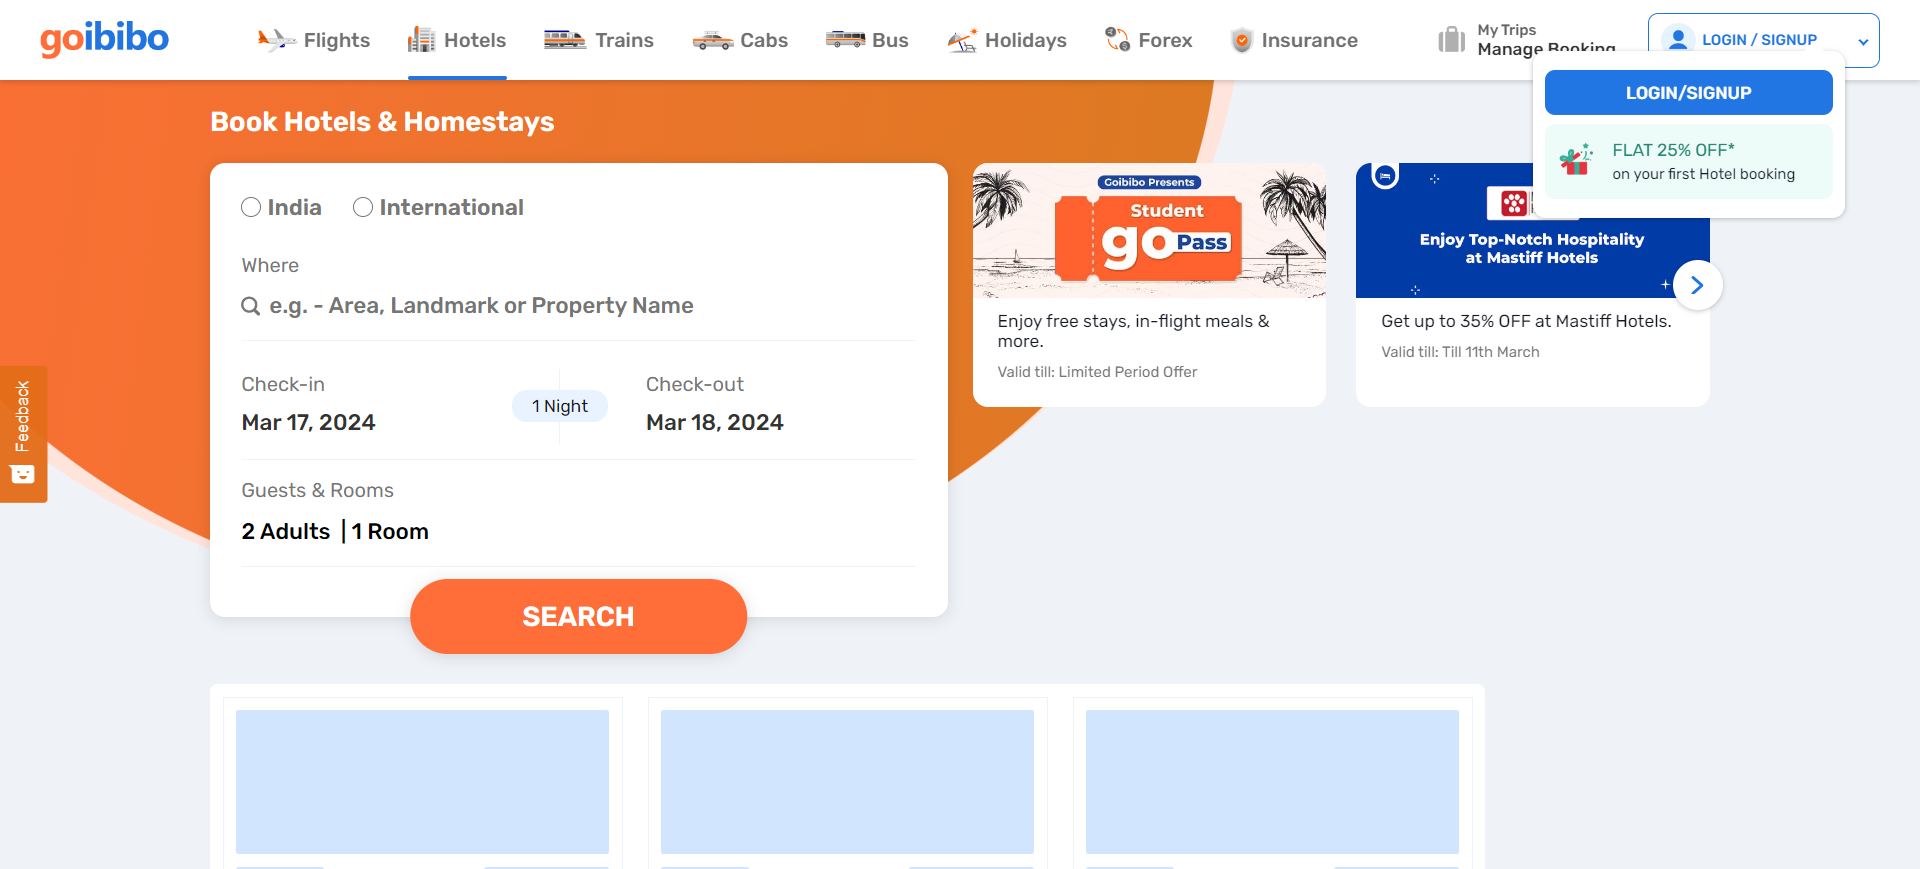 goibibo
Flights
Hotels
Trains
Cabs
Bus
Holidays
Forex
Insurance
My Trips
Manage Booking
LOGIN / SIGNUP
LOGIN/SIGNUP
FLAT 25% OFF*
on your first Hotel booking
Book Hotels & Homestays
India
International
Where
e.g. - Area, Landmark or Property Name
Check-in
Mar 17, 2024
1 Night
Check-out
Mar 18, 2024
Guests & Rooms
2 Adults | 1 Room
SEARCH
Goibibo Presents
Student
go Pass
Enjoy free stays, in-flight meals &
more.
Valid till: Limited Period Offer
Enjoy Top-Notch Hospitality
at Mastiff Hotels
Get up to 35% OFF at Mastiff Hotels.
Valid till: Till 11th March
Feedback